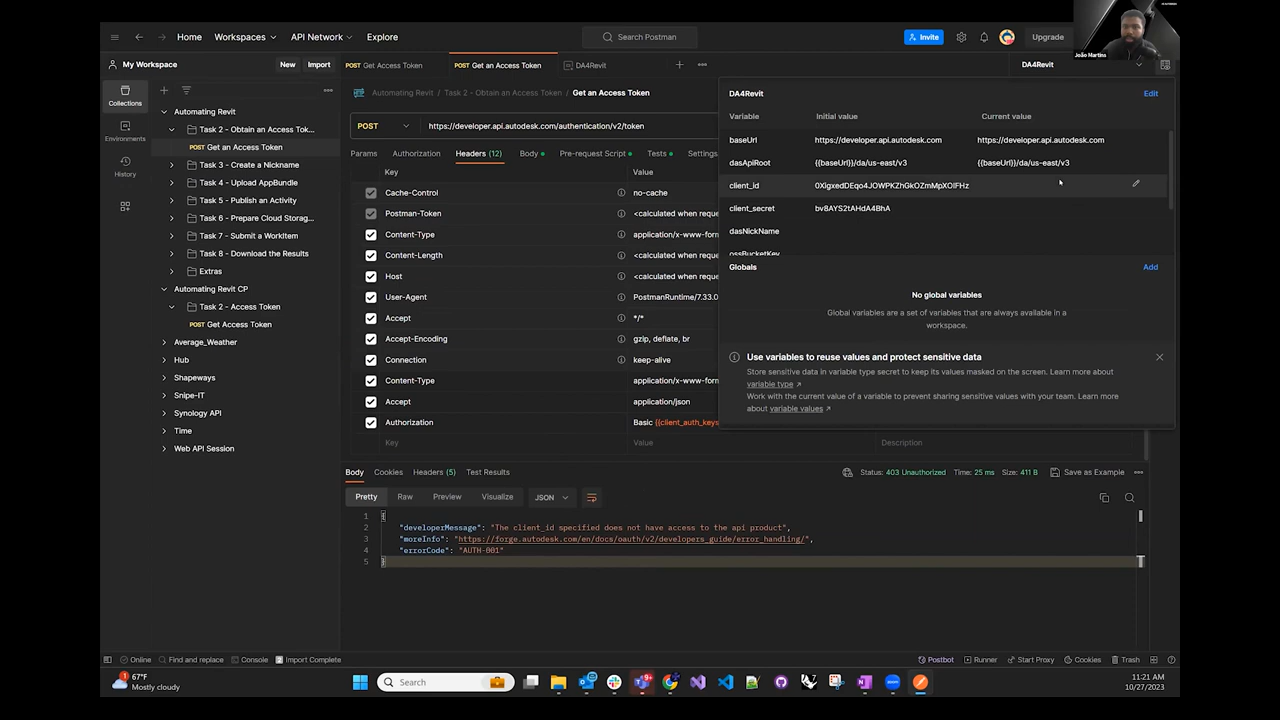 Home Workspaces API Network Explore Search Postman Invite Upgrade
João Martins
My Workspace New Import POST Get Access Token POST Get an Access Token DA4Revit DA4Revit
Collections
Environments
History
Automating Revit
Task 2 - Obtain an Access Tok...
Get an Access Token
Task 3 - Create a Nickname
Task 4 - Upload AppBundle
Task 5 - Publish an Activity
Task 6 - Prepare Cloud Storag...
Task 7 - Submit a WorkItem
Task 8 - Download the Results
Extras
Automating Revit CP
Task 2 - Access Token
Get Access Token
Average_Weather
Hub
Shapeways
Snipe-IT
Synology API
Time
Web API Session
Automating Revit / Task 2 - Obtain an Access Token / Get an Access Token
POST https://developer.api.autodesk.com/authentication/v2/token
Params Authorization Headers (12) Body Pre-request Script Tests Settings
Key Value
Cache-Control no-cache
Postman-Token <calculated when reque
Content-Type application/x-www-form
Content-Length <calculated when reque
Host <calculated when reque
User-Agent PostmanRuntime/7.33.0
Accept */*
Accept-Encoding gzip, deflate, br
Connection keep-alive
Content-Type application/x-www-form
Accept application/json
Authorization Basic {{client_auth_keys
Key Value Description
DA4Revit Edit
Variable Initial value Current value
baseUrl https://developer.api.autodesk.com https://developer.api.autodesk.com
dasApiRoot {{baseUrl}}/da/us-east/v3 {{baseUrl}}/da/us-east/v3
client_id
client_secret bv8AYS2tAHdA4BhA
dasNickName
ossBucketKey
Globals Add
No global variables
Global variables are a set of variables that are always available in a
workspace.
Use variables to reuse values and protect sensitive data
Store sensitive data in variable type secret to keep its values masked on the screen. Learn more about
variable type
Work with the current value of a variable to prevent sharing sensitive values with your team. Learn more
about variable values
Body Cookies Headers (5) Test Results Status: 403 Unauthorized Time: 25 ms Size: 411 B Save as Example
Pretty Raw Preview Visualize JSON
1 {
2 "developerMessage": "The client_id specified does not have access to the api product",
3 "moreInfo": "https://forge.autodesk.com/en/docs/oauth/v2/developers_guide/error_handling/",
4 "errorCode": "AUTH-001"
5 }
Online Find and replace Console Import Complete Postbot Runner Start Proxy Cookies Trash
67°F
Mostly cloudy
Search
11:21 AM
10/27/2023